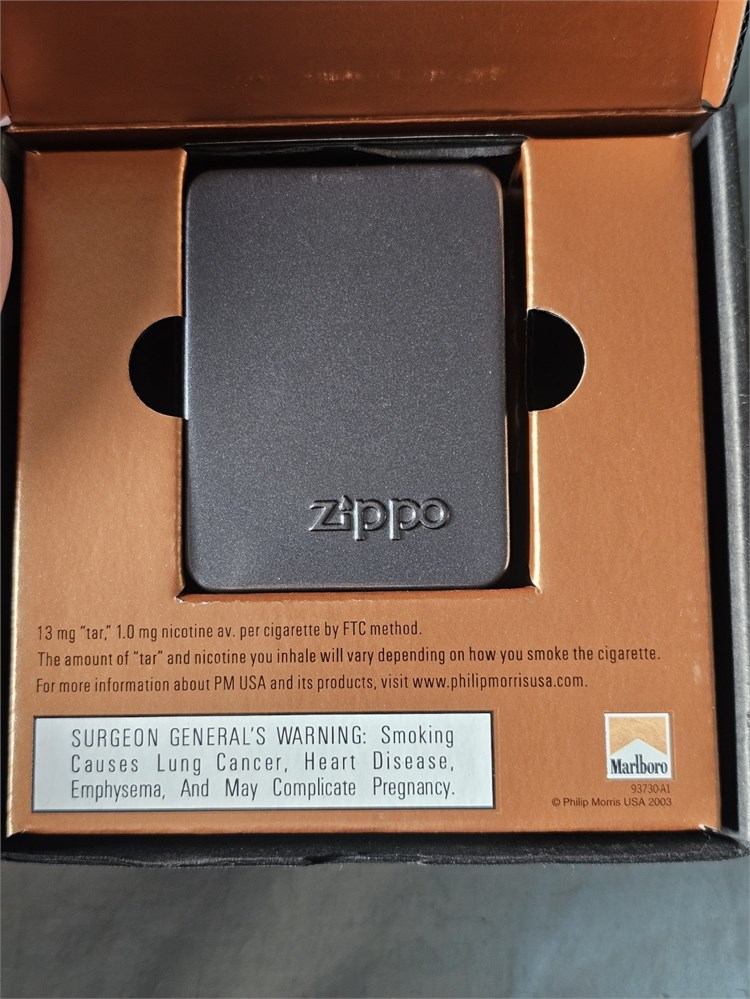 zippo
13 mg "tar," 1.0 mg nicotine av. per cigarette by FTC method.
The amount of "tar" and nicotine you inhale will vary depending on how you smoke the cigarette.
For more information about PM USA and its products, visit www.philipmorrisusa.com.
SURGEON GENERAL'S WARNING: Smoking
Causes Lung Cancer, Heart Disease,
Emphysema, And May Complicate Pregnancy.
Marlboro
93730-A1
© Philip Morris USA 2003